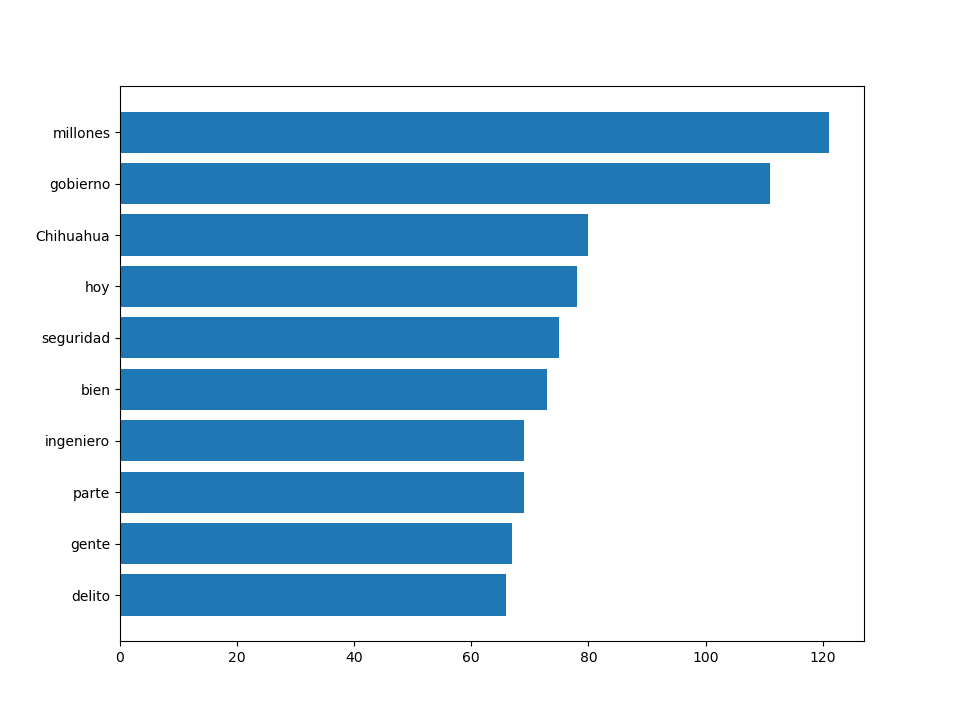 millones
gobierno
Chihuahua
hoy
seguridad
bien
ingeniero
parte
gente
delito
0 20 40 60 80 100 120